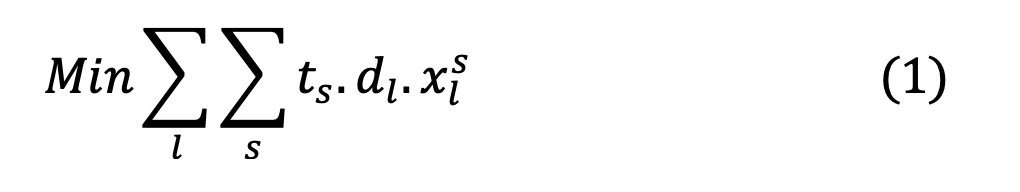 Min ∑_l ∑_s t_s.d_l.x_l^s (1)